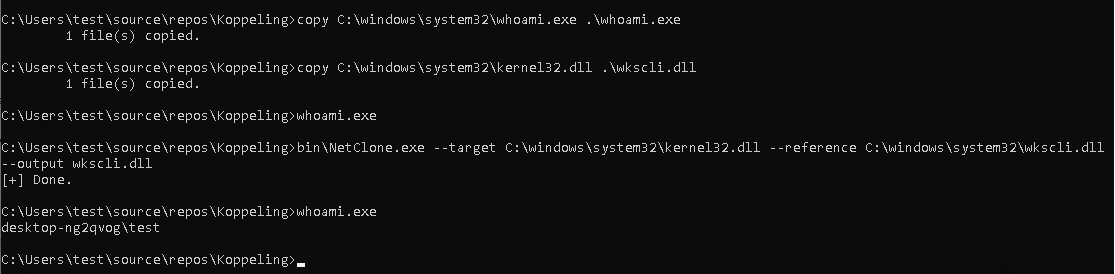 C:\Users\test\source\repos\Koppeling>copy C:\windows\system32\whoami.exe .\whoami.exe
        1 file(s) copied.
C:\Users\test\source\repos\Koppeling>copy C:\windows\system32\kernel32.dll .\wkscli.dll
        1 file(s) copied.
C:\Users\test\source\repos\Koppeling>whoami.exe
C:\Users\test\source\repos\Koppeling>bin\NetClone.exe --target C:\windows\system32\kernel32.dll --reference C:\windows\system32\wkscli.dll
--output wkscli.dll
[+] Done.
C:\Users\test\source\repos\Koppeling>whoami.exe
desktop-ng2qvog\test
C:\Users\test\source\repos\Koppeling>